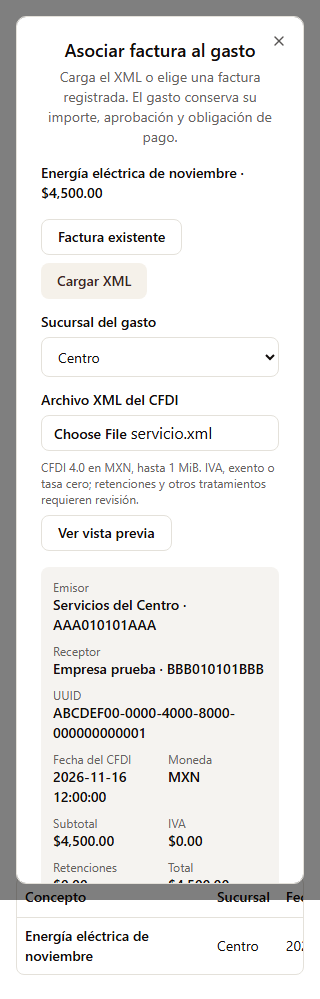 Asociar factura al gasto
Carga el XML o elige una factura
registrada. El gasto conserva su
importe, aprobación y obligación de
pago.
Energía eléctrica de noviembre ·
$4,500.00
Factura existente
Cargar XML
Sucursal del gasto
Centro
Archivo XML del CFDI
Choose File servicio.xml
CFDI 4.0 en MXN, hasta 1 MiB. IVA, exento o
tasa cero; retenciones y otros tratamientos
requieren revisión.
Ver vista previa
Emisor
Servicios del Centro ·
AAA010101AAA
Receptor
Empresa prueba · BBB010101BBB
UUID
ABCDEF00-0000-4000-8000-
000000000001
Fecha del CFDI Moneda
2026-11-16 MXN
12:00:00
Subtotal IVA
$4,500.00 $0.00
Retenciones Total
Concepto Sucursal
Energía eléctrica de
noviembre Centro